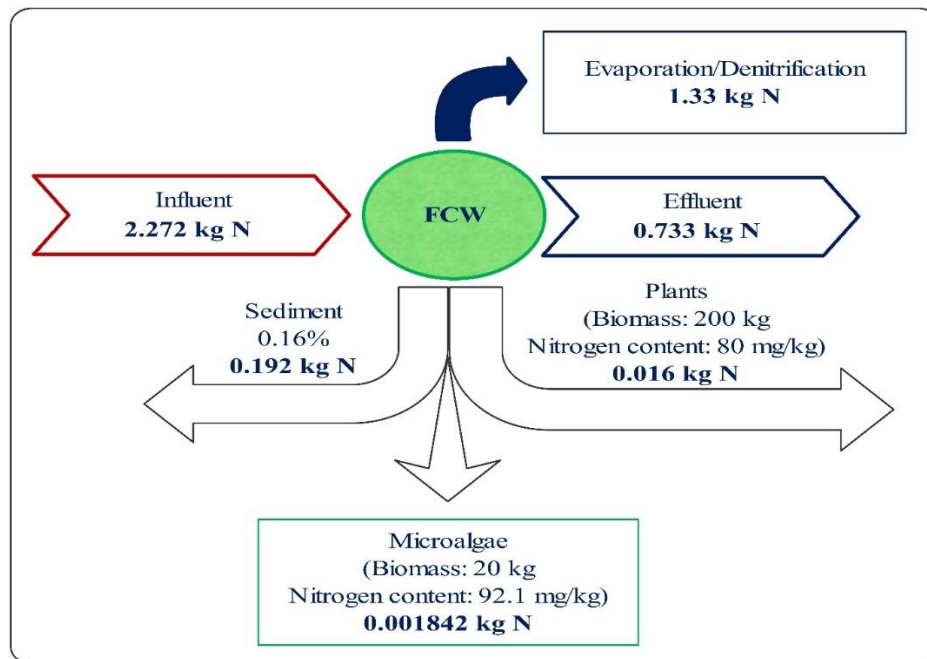 Evaporation/Denitrification
1.33 kg N
Influent
2.272 kg N
FCW
Effluent
0.733 kg N
Sediment
0.16%
0.192 kg N
Plants
(Biomass: 200 kg
Nitrogen content: 80 mg/kg)
0.016 kg N
Microalgae
(Biomass: 20 kg
Nitrogen content: 92.1 mg/kg)
0.001842 kg N